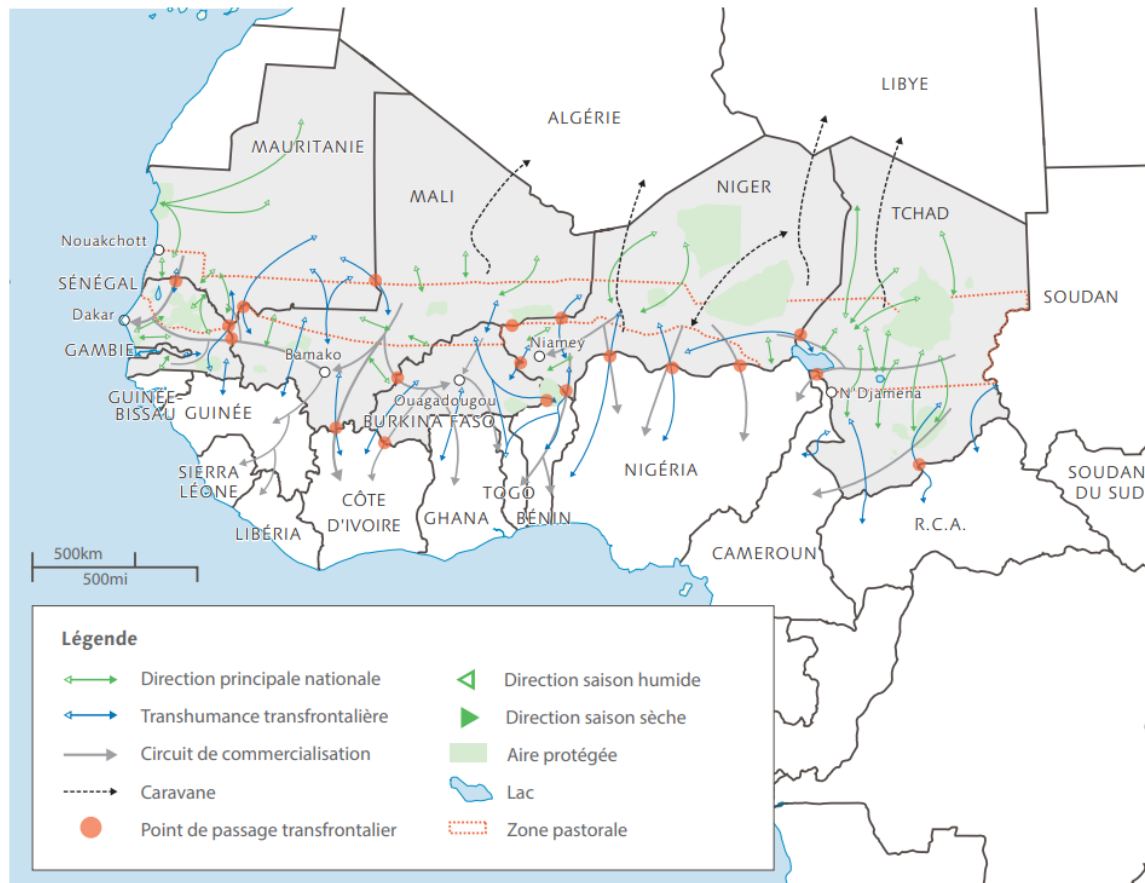 LIBYE
ALGÉRIE
MAURITANIE
MALI
NIGER
TCHAD
Nouakchott
SÉNÉGAL
SOUDAN
Dakar
GAMBIE
Bamako
Niamey
N'Djamena
GUINÉE-
BISSAU
GUINÉE
Ouagadougou
BURKINA FASO
NIGÉRIA
SIERRA
LÉONE
CÔTE
D'IVOIRE
GHANA
TOGO
BÉNIN
SOUDAN
DU SUD
LIBÉRIA
R.C.A.
CAMEROUN
500km
500mi
Légende
Direction principale nationale
Transhumance transfrontalière
Circuit de commercialisation
Caravane
Point de passage transfrontalier
Direction saison humide
Direction saison sèche
Aire protégée
Lac
Zone pastorale